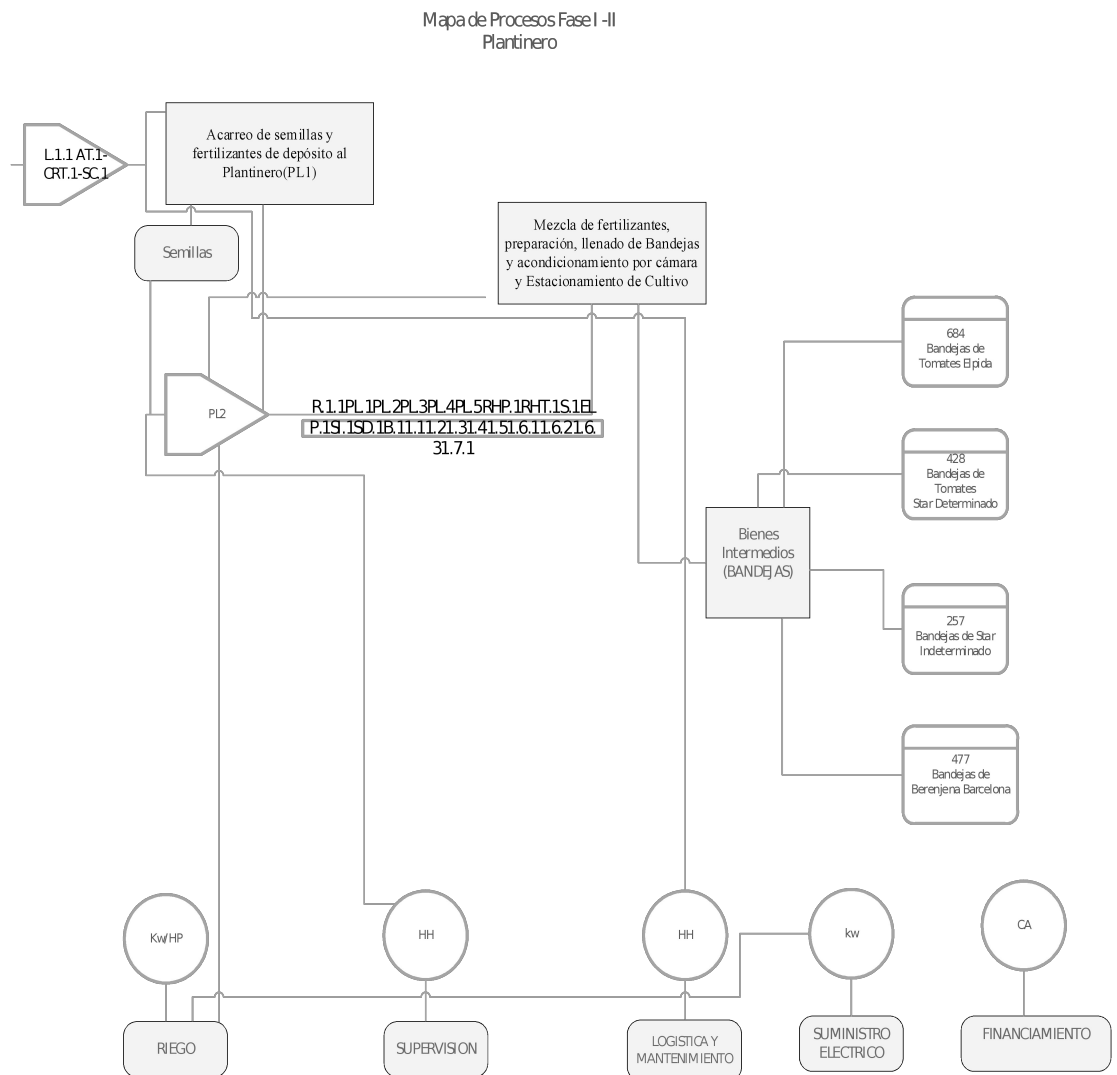 Mapa de Procesos Fase I -II
Plantinero
L.1.1 AT.1-
CRT.1-SC.1
Acarreo de semillas y
fertilizantes de depósito al
Plantinero(PL1)
Semillas
Mezcla de fertilizantes,
preparación, llenado de Bandejas
y acondicionamiento por cámara
y Estacionamiento de Cultivo
PL2
R.1.1PL.1PL.2PL.3PL.4PL.5RHP.1RHT.1S.1EL
P.1SI.1SD.1B.11.11.21.31.41.51.6.11.6.21.6.
31.7.1
684
Bandejas de
Tomates Elpida
428
Bandejas de
Tomates
Star Determinado
Bienes
Intermedios
(BANDEJAS)
257
Bandejas de Star
Indeterminado
477
Bandejas de
Berenjena Barcelona
Kw/HP
HH
HH
kw
CA
RIEGO
SUPERVISION
LOGISTICA Y
MANTENIMIENTO
SUMINISTRO
ELECTRICO
FINANCIAMIENTO